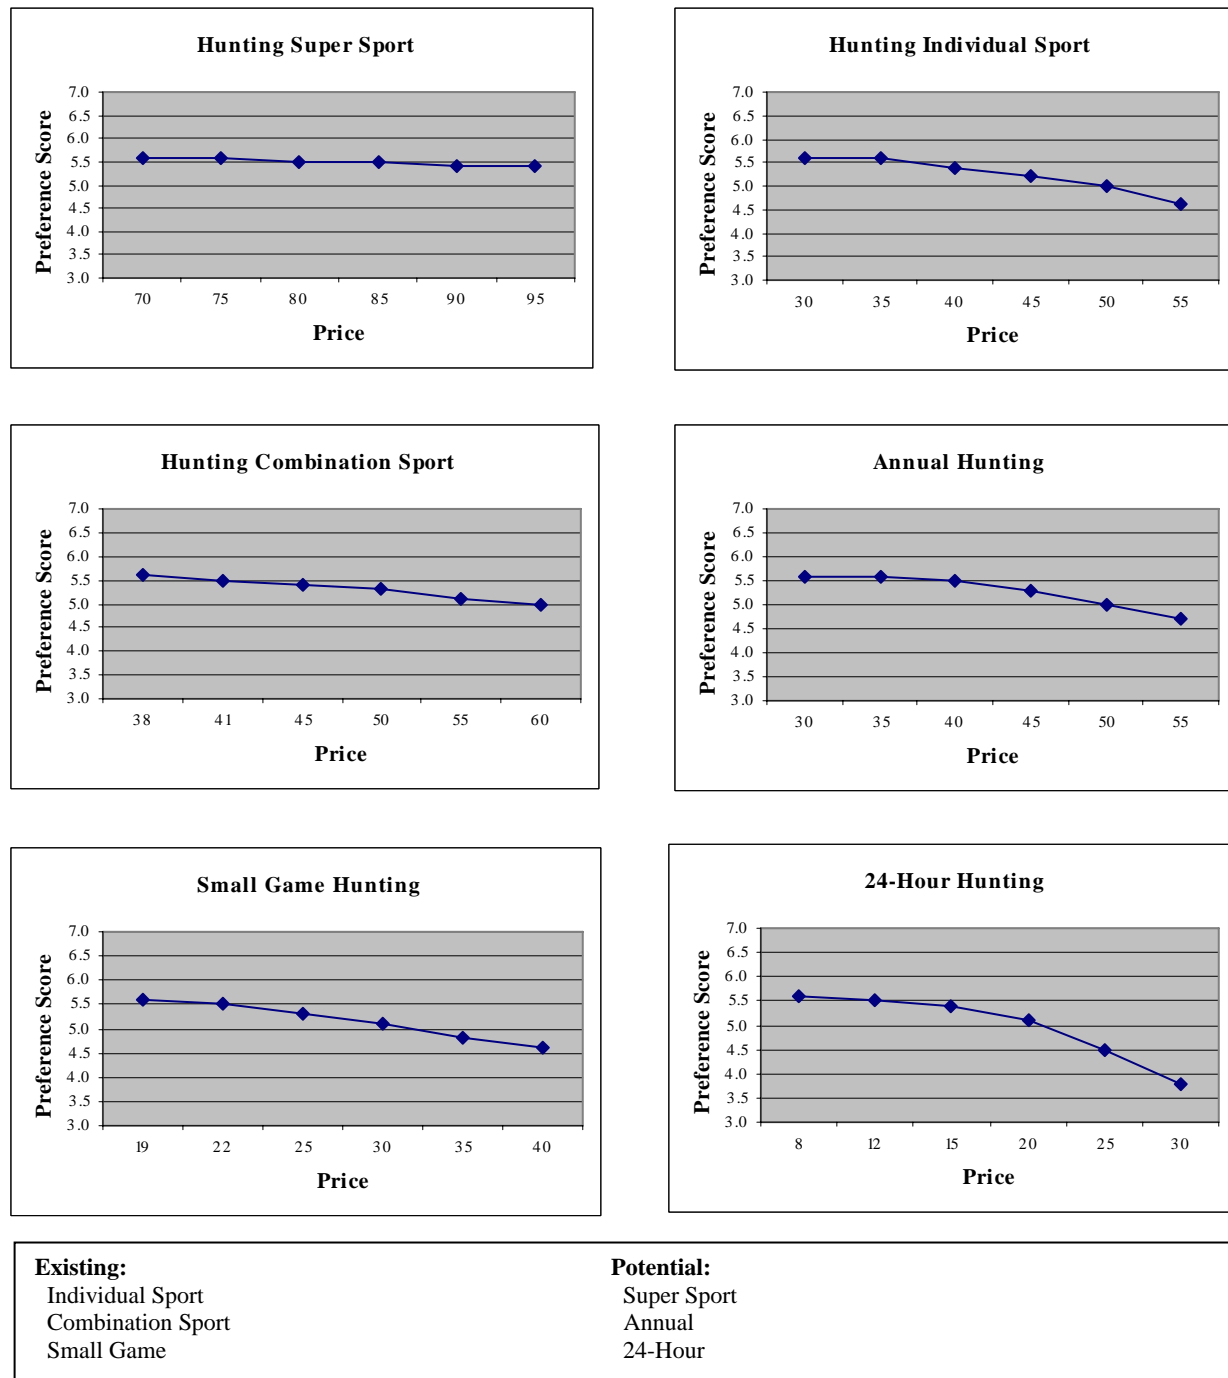 Hunting Super Sport
Preference Score
7.0
6.5
6.0
5.5
5.0
4.5
4.0
3.5
3.0
70 75 80 85 90 95
Price
Hunting Individual Sport
Preference Score
7.0
6.5
6.0
5.5
5.0
4.5
4.0
3.5
3.0
30 35 40 45 50 55
Price
Hunting Combination Sport
Preference Score
7.0
6.5
6.0
5.5
5.0
4.5
4.0
3.5
3.0
38 41 45 50 55 60
Price
Annual Hunting
Preference Score
7.0
6.5
6.0
5.5
5.0
4.5
4.0
3.5
3.0
30 35 40 45 50 55
Price
Small Game Hunting
Preference Score
7.0
6.5
6.0
5.5
5.0
4.5
4.0
3.5
3.0
19 22 25 30 35 40
Price
24-Hour Hunting
Preference Score
7.0
6.5
6.0
5.5
5.0
4.5
4.0
3.5
3.0
8 12 15 20 25 30
Price
Existing:
Individual Sport
Combination Sport
Small Game
Potential:
Super Sport
Annual
24-Hour